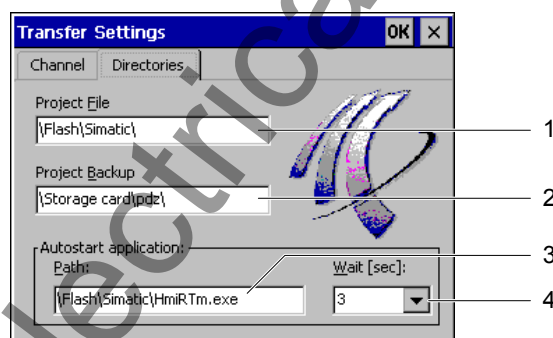 Transfer Settings OK ×
Channel Directories
Project File
\Flash\Simatic\
1
Project Backup
\Storage card\pdz\
2
Autostart application:
3
Path: Wait [sec]:
\Flash\Simatic\HmiRTm.exe 3
4
lectrica